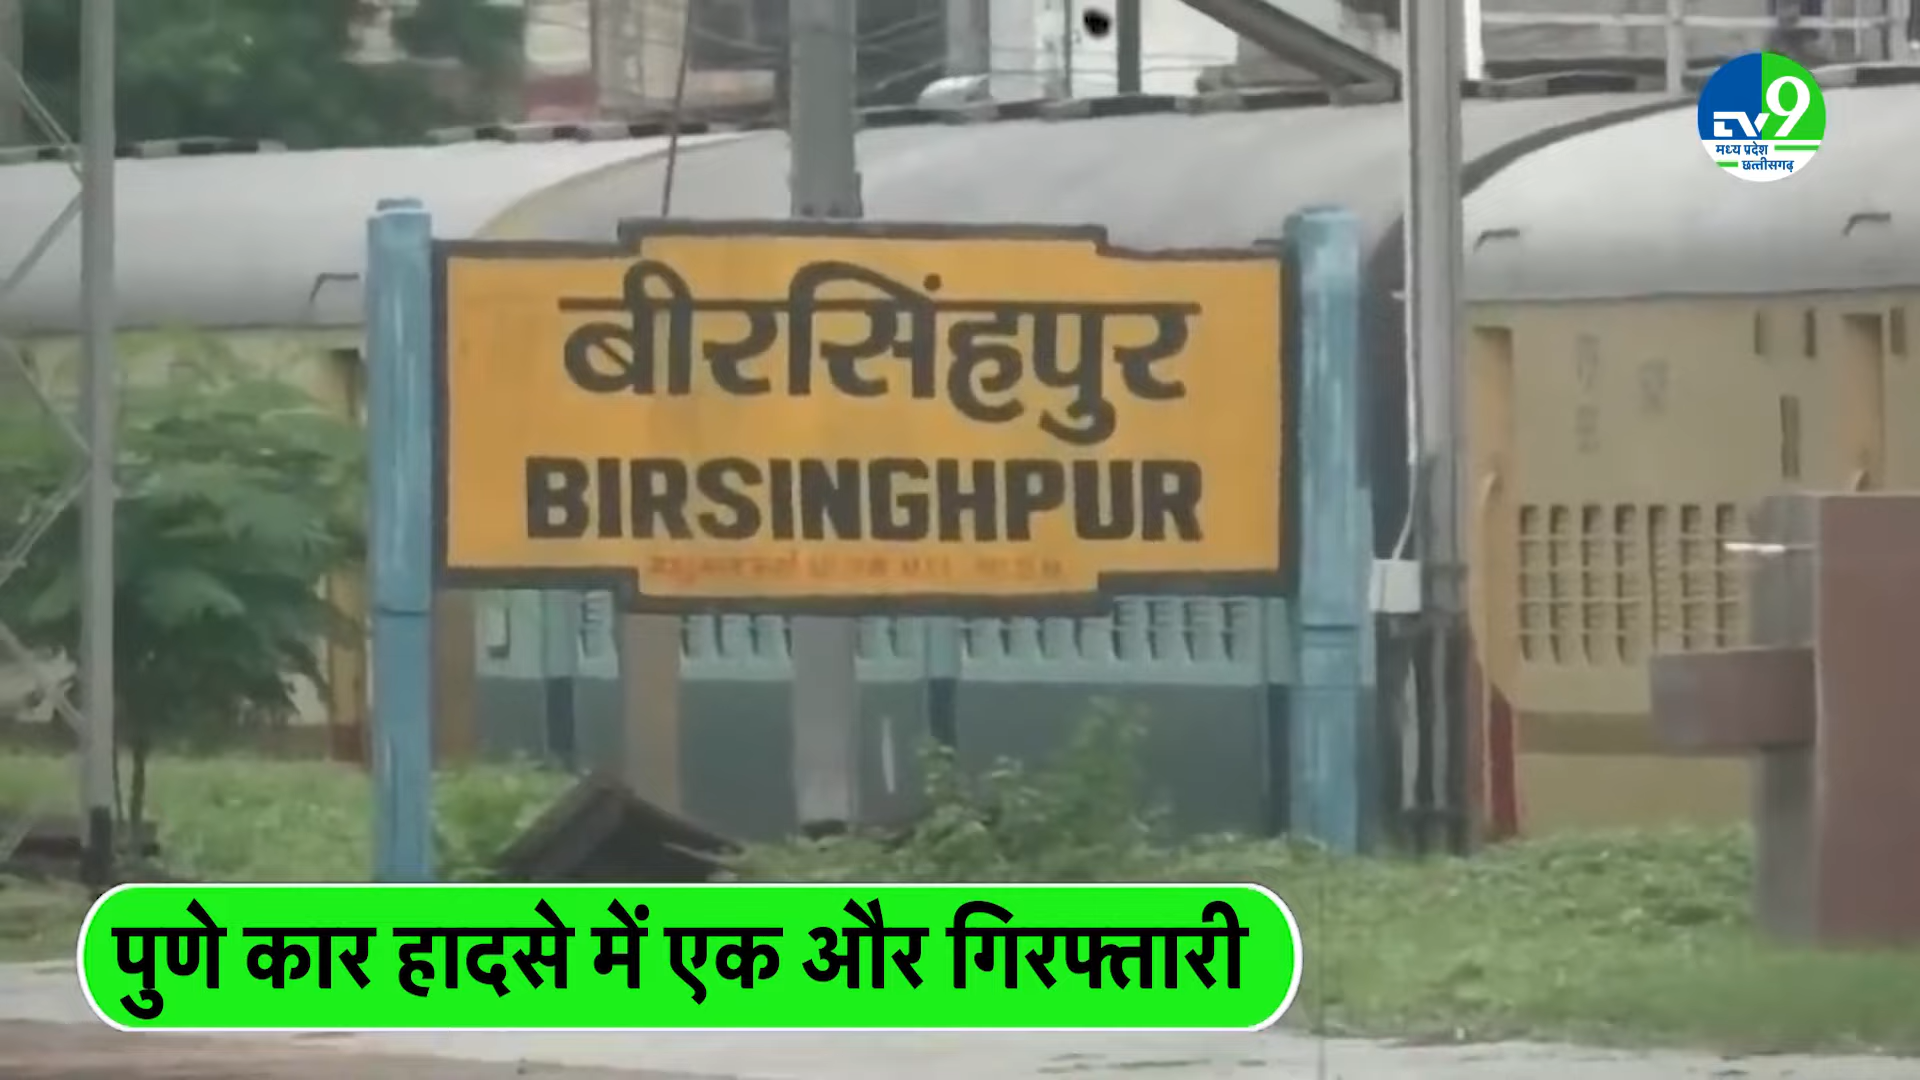 TV9
मध्य प्रदेश
छत्तीसगढ़
बीरसिंहपुर
BIRSINGHPUR
पुणे कार हादसे में एक और गिरफ्तारी